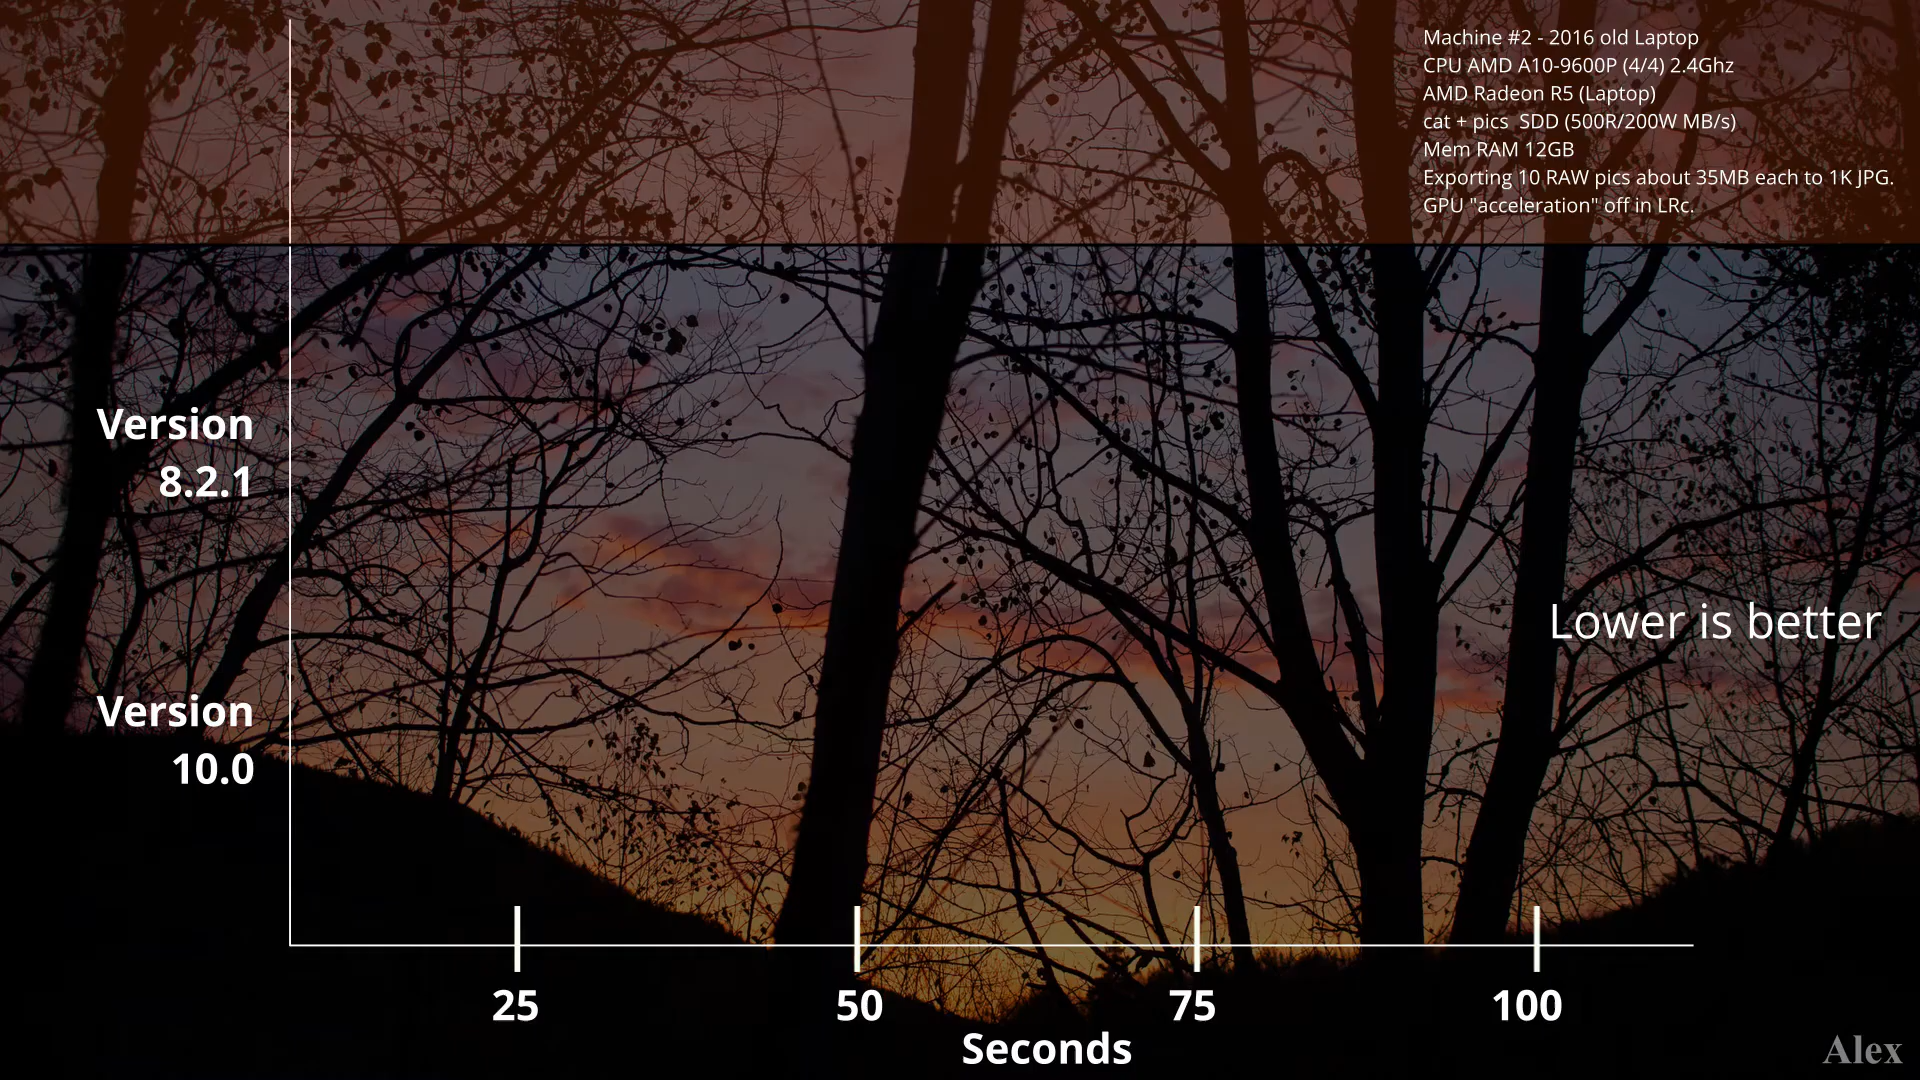 Machine #2 - 2016 old Laptop
CPU AMD A10-9600P (4/4) 2.4Ghz
AMD Radeon R5 (Laptop)
cat + pics  SDD (500R/200W MB/s)
Mem RAM 12GB
Exporting 10 RAW pics about 35MB each to 1K JPG.
GPU "acceleration" off in LRc.
Version
8.2.1
Lower is better
Version
10.0
25
50
75
100
Seconds
Alex